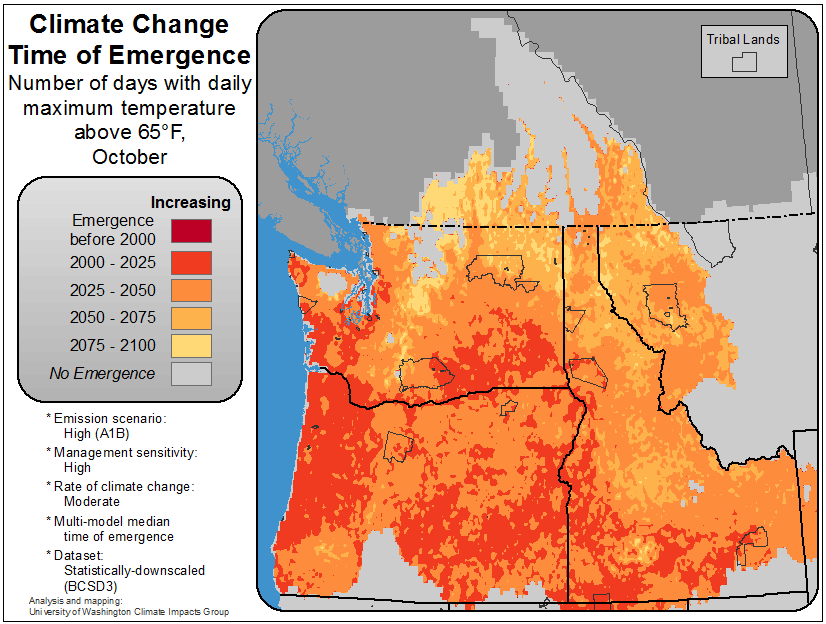 Climate Change
Time of Emergence
Number of days with daily
maximum temperature
above 65°F,
October
Tribal Lands
Increasing
Emergence
before 2000
2000 - 2025
2025 - 2050
2050 - 2075
2075 - 2100
No Emergence
* Emission scenario:
High (A1B)
* Management sensitivity:
High
* Rate of climate change:
Moderate
* Multi-model median
time of emergence
* Dataset:
Statistically-downscaled
(BCSD3)
Analysis and mapping:
University of Washington Climate Impacts Group